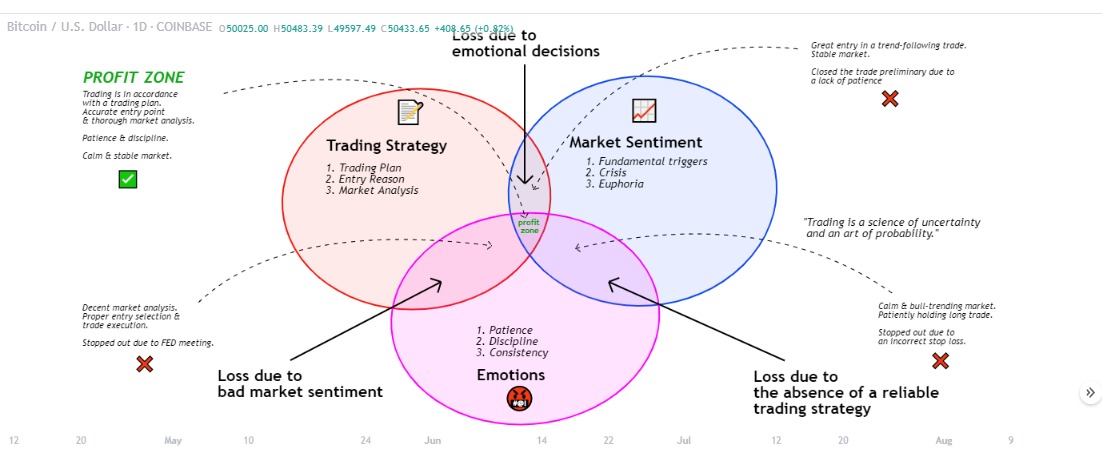 Bitcoin / U.S. Dollar · 1D · COINBASE O50025.00 H50483.39 L49597.49 C50433.65 +408.65 (+0.82%)
Loss due to
emotional decisions
Great entry in a trend-following trade.
Stable market.
Closed the trade preliminary due to
a lack of patience
PROFIT ZONE
Trading is in accordance
with a trading plan.
Accurate entry point
& thorough market analysis.
Patience & discipline.
Calm & stable market.
Trading Strategy
1. Trading Plan
2. Entry Reason
3. Market Analysis
Market Sentiment
1. Fundamental triggers
2. Crisis
3. Euphoria
profit
zone
"Trading is a science of uncertainty
and an art of probability."
Decent market analysis.
Proper entry selection &
trade execution.
Stopped out due to FED meeting.
Calm & bull-trending market.
Patiently holding long trade.
Stopped out due to
an incorrect stop loss.
1. Patience
2. Discipline
3. Consistency
Emotions
Loss due to
bad market sentiment
Loss due to
the absence of a reliable
trading strategy
12 20 May 10 24 Jun 14 22 Jul 12 20 Aug 9